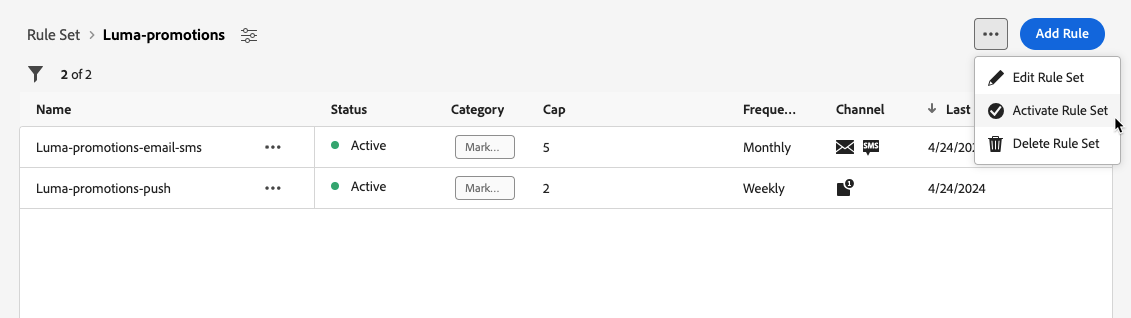 Rule Set > Luma-promotions
Add Rule
2 of 2
Edit Rule Set
Activate Rule Set
Delete Rule Set
Name Status Category Cap Freque... Channel Last
Luma-promotions-email-sms Active Mark... 5 Monthly SMS 4/24/202
Luma-promotions-push Active Mark... 2 Weekly 1 4/24/2024